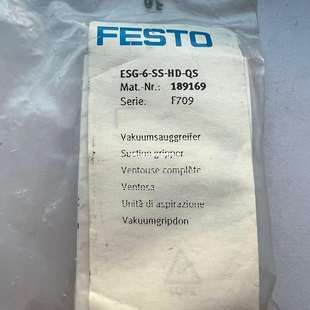 FESTO
ESG-6-SS-HD-QS
Mat.-Nr.: 189169
Serie: F709
Vakuumsauggreifer
Suction gripper
Ventouse complète
Ventosa
Unità di aspirazione
Vakuumgripdon